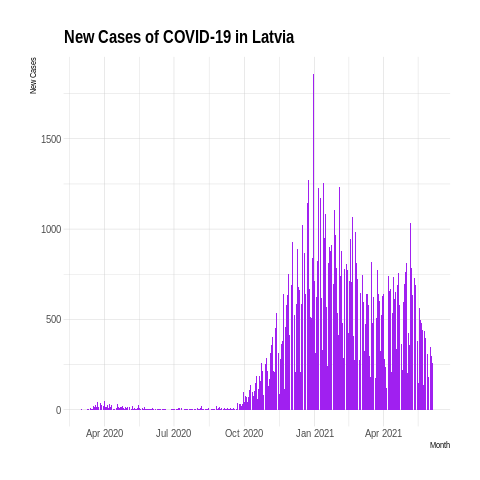 New Cases of COVID-19 in Latvia
New Cases
1500
1000
500
0
Apr 2020 Jul 2020 Oct 2020 Jan 2021 Apr 2021
Month